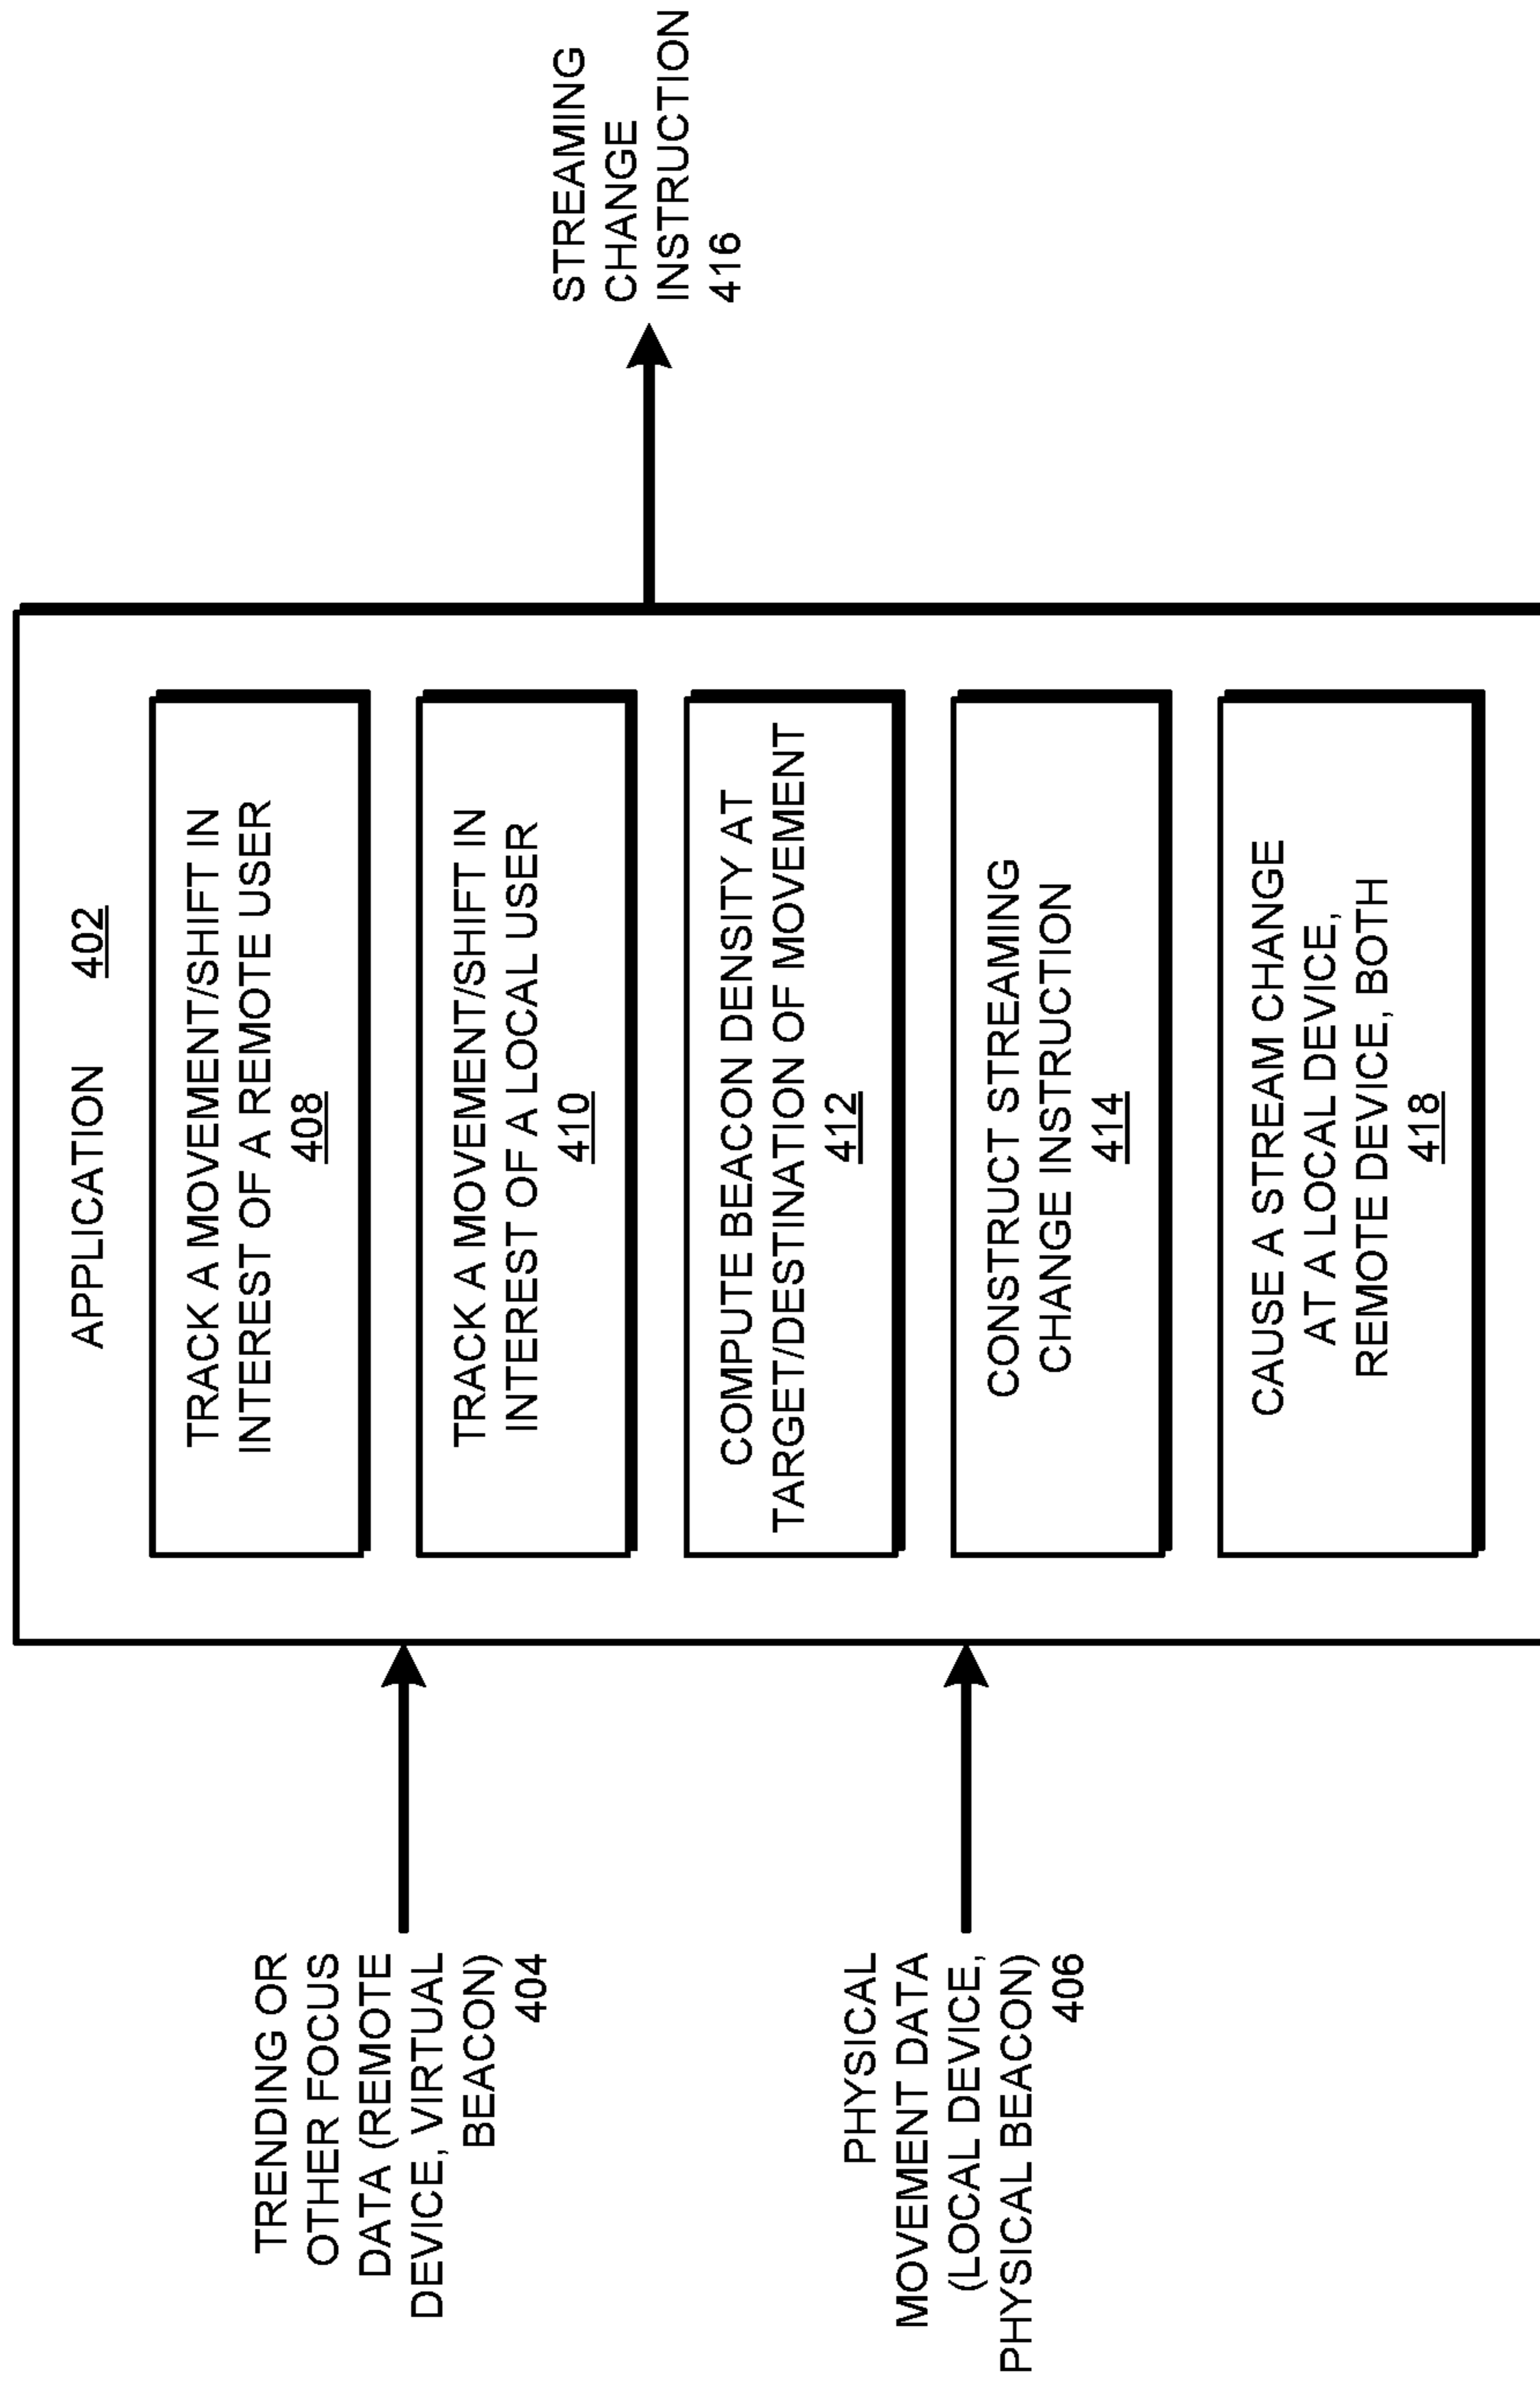 TRENDING OR
OTHER FOCUS
DATA (REMOTE
DEVICE, VIRTUAL
BEACON)
404
PHYSICAL
MOVEMENT DATA
(LOCAL DEVICE,
PHYSICAL BEACON)
406
APPLICATION 402
TRACK A MOVEMENT/SHIFT IN
INTEREST OF A REMOTE USER
408
TRACK A MOVEMENT/SHIFT IN
INTEREST OF A LOCAL USER
410
COMPUTE BEACON DENSITY AT
TARGET/DESTINATION OF MOVEMENT
412
CONSTRUCT STREAMING
CHANGE INSTRUCTION
414
CAUSE A STREAM CHANGE
AT A LOCAL DEVICE,
REMOTE DEVICE, BOTH
418
STREAMING
CHANGE
INSTRUCTION
416